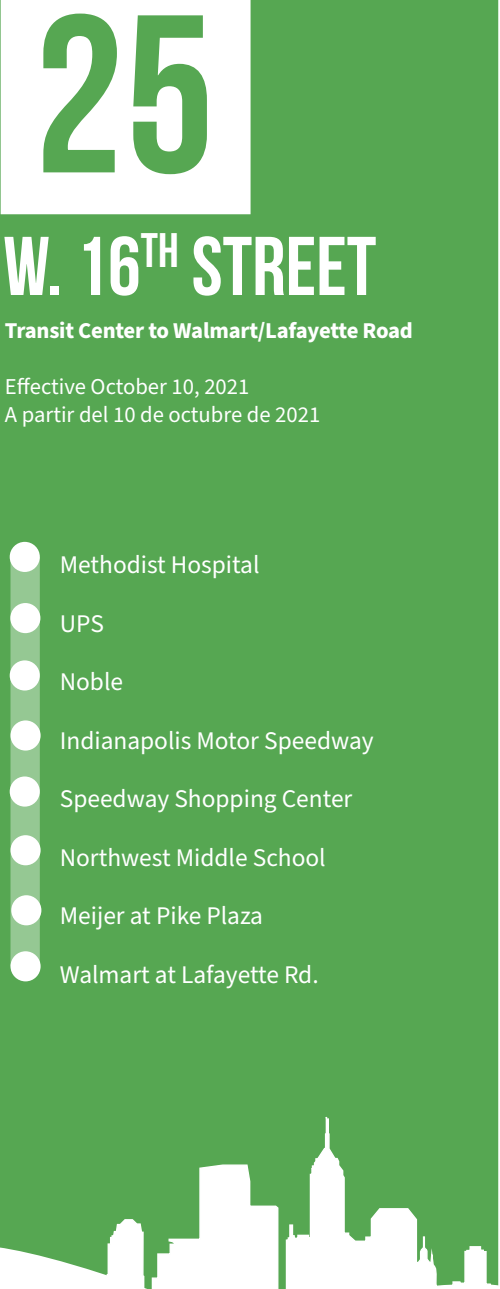 25
W. 16TH STREET
Transit Center to Walmart/Lafayette Road
Effective October 10, 2021
A partir del 10 de octubre de 2021
Methodist Hospital
UPS
Noble
Indianapolis Motor Speedway
Speedway Shopping Center
Northwest Middle School
Meijer at Pike Plaza
Walmart at Lafayette Rd.